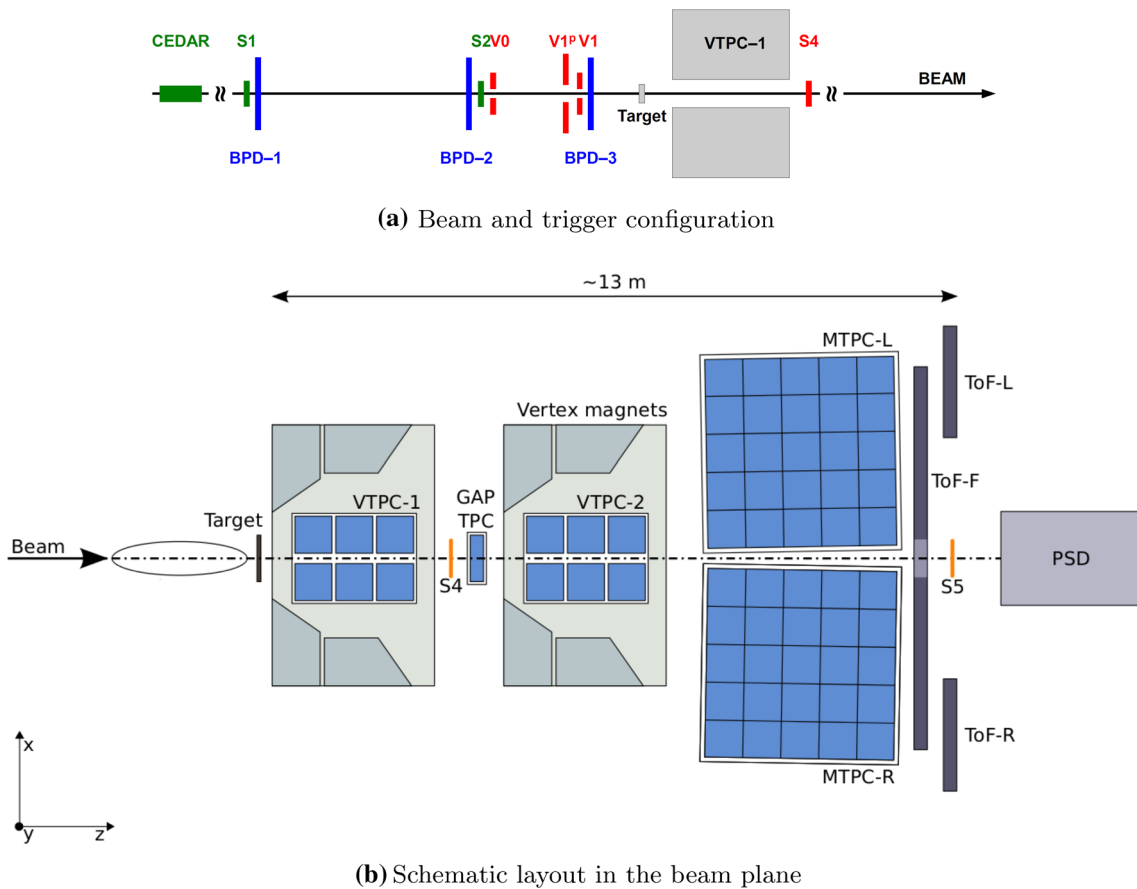 CEDAR S1 S2 V0 V1ᵖ V1 VTPC–1 S4
BEAM
Target
BPD–1 BPD–2 BPD–3
(a) Beam and trigger configuration
~13 m
MTPC-L
ToF-L
Vertex magnets
ToF-F
VTPC-1 GAP VTPC-2
TPC
Target
Beam
PSD
S4 S5
ToF-R
MTPC-R
x
y z
(b) Schematic layout in the beam plane